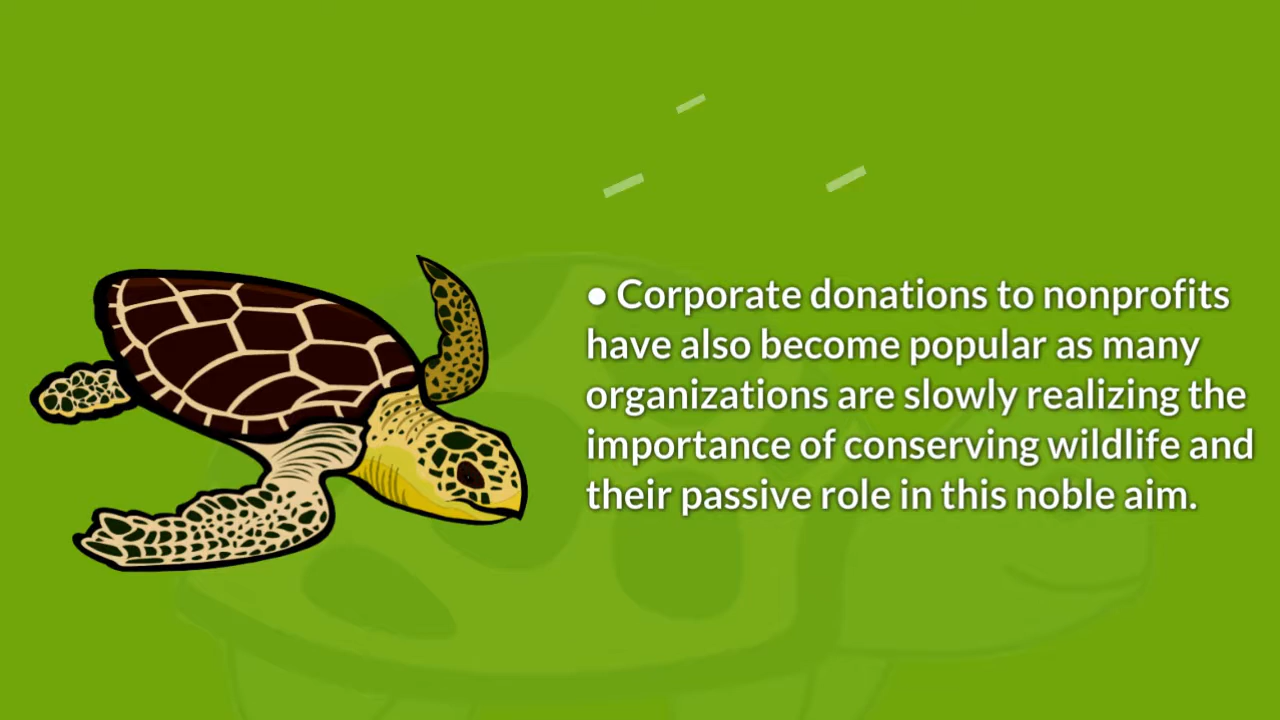 • Corporate donations to nonprofits
have also become popular as many
organizations are slowly realizing the
importance of conserving wildlife and
their passive role in this noble aim.